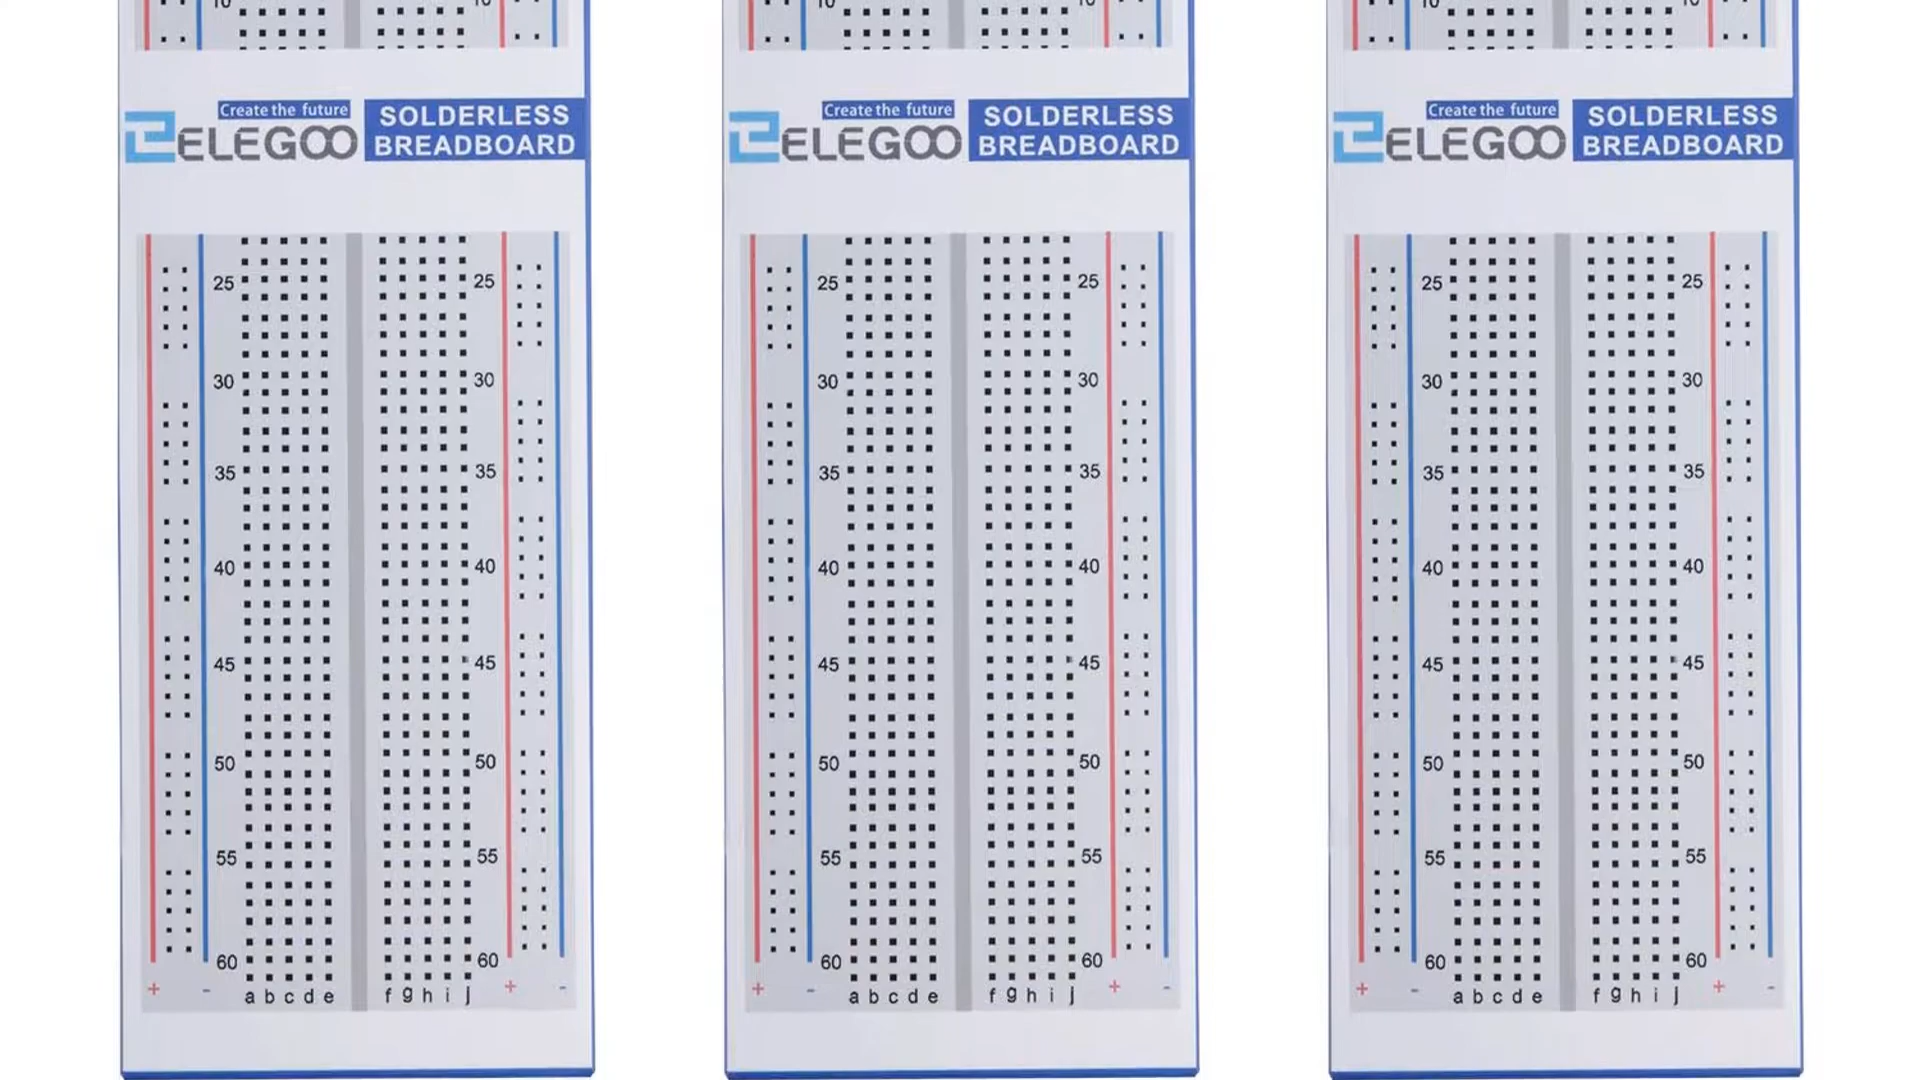 10 10 10 10 10 10
Create the future SOLDERLESS
ELEGOO BREADBOARD
Create the future SOLDERLESS
ELEGOO BREADBOARD
Create the future SOLDERLESS
ELEGOO BREADBOARD
25 25 25 25 25 25
30 30 30 30 30 30
35 35 35 35 35 35
40 40 40 40 40 40
45 45 45 45 45 45
50 50 50 50 50 50
55 55 55 55 55 55
60 60 60 60 60 60
+ - + - + - + - + - + -
a b c d e f g h i j a b c d e f g h i j a b c d e f g h i j